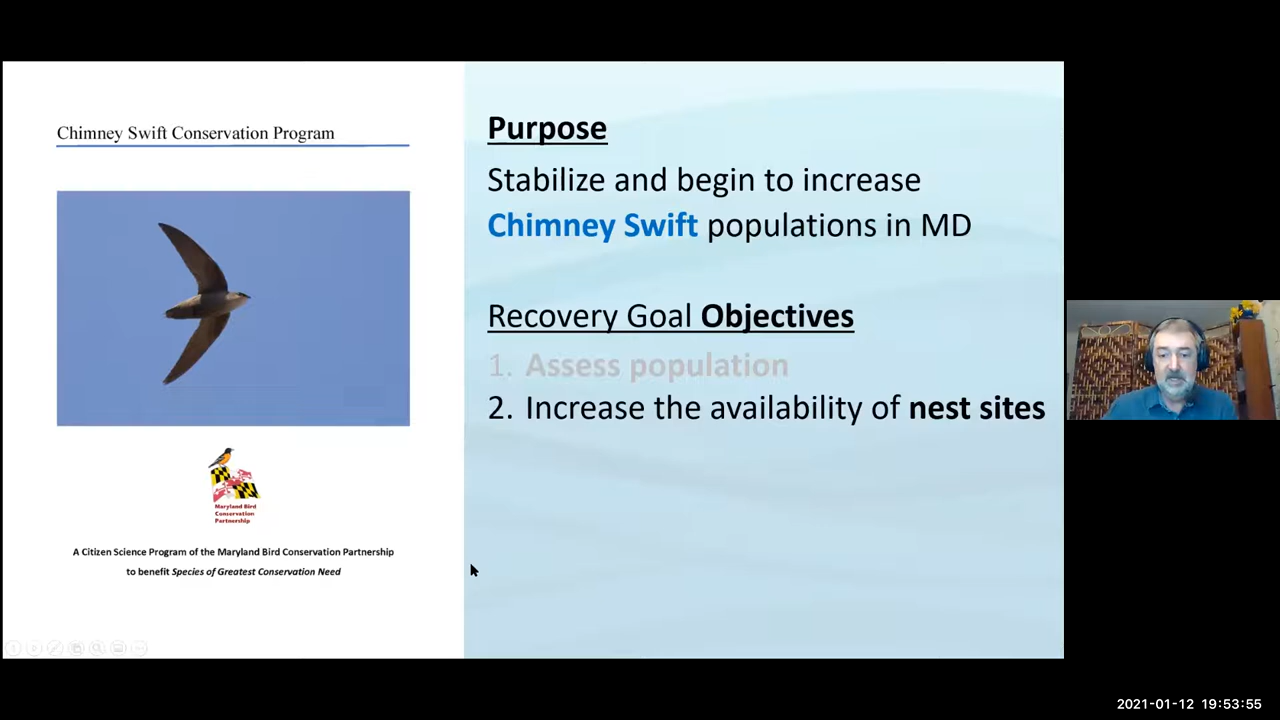 Chimney Swift Conservation Program
Maryland Bird
Conservation
Partnership
A Citizen Science Program of the Maryland Bird Conservation Partnership
to benefit Species of Greatest Conservation Need
Purpose
Stabilize and begin to increase
Chimney Swift populations in MD
Recovery Goal Objectives
1. Assess population
2. Increase the availability of nest sites
2021-01-12 19:53:55